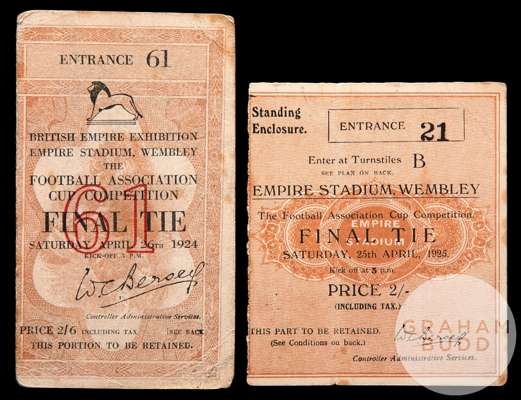 ENTRANCE 61
BRITISH EMPIRE EXHIBITION
EMPIRE STADIUM, WEMBLEY
THE
FOOTBALL ASSOCIATION
CUP COMPETITION
61
FINAL TIE
SATURDAY APRIL 26TH 1924
KICK-OFF 3 P.M.
Controller Administrative Services.
PRICE 2/6 INCLUDING TAX. [SEE BACK
THIS PORTION TO BE RETAINED.
Standing
Enclosure.
ENTRANCE 21
Enter at Turnstiles B
SEE PLAN ON BACK.
EMPIRE STADIUM, WEMBLEY
The Football Association Cup Competition
EMPIRE
STADIUM
FINAL TIE
SATURDAY, 25th APRIL, 1925.
Kick off at 3 p.m.
PRICE 2/-
(INCLUDING TAX.)
THIS PART TO BE RETAINED.
(See Conditions on back.)
Controller Administrative Services.
GRAHAM
BUDD